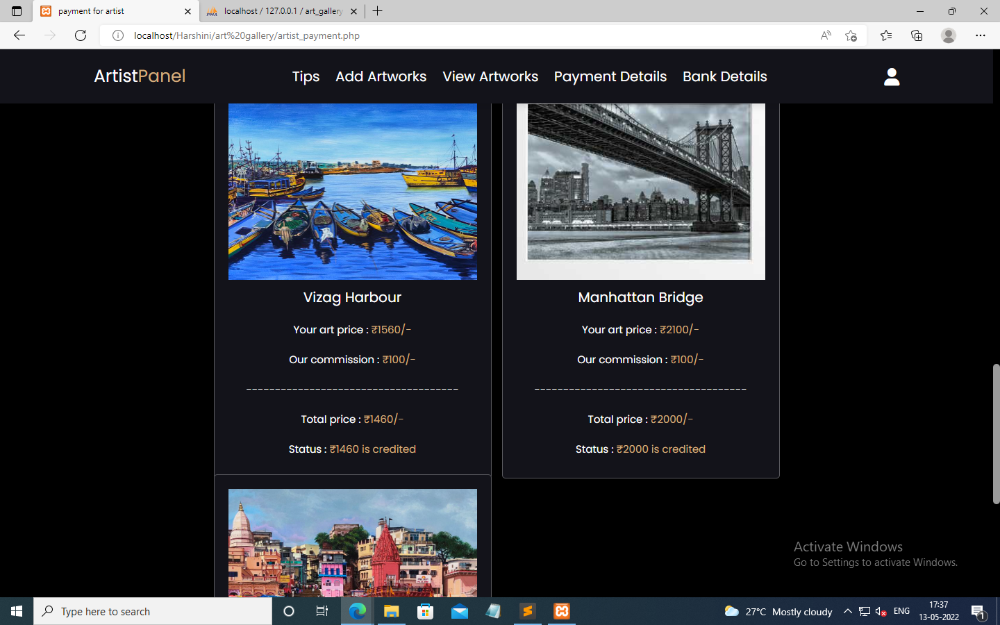 payment for artist
localhost / 127.0.0.1 / art_gallery
localhost/Harshini/art%20gallery/artist_payment.php
ArtistPanel
Tips
Add Artworks
View Artworks
Payment Details
Bank Details
Vizag Harbour
Your art price : ₹1560/-
Our commission : ₹100/-
-------------------------------------
Total price : ₹1460/-
Status : ₹1460 is credited
Manhattan Bridge
Your art price : ₹2100/-
Our commission : ₹100/-
-------------------------------------
Total price : ₹2000/-
Status : ₹2000 is credited
Activate Windows
Go to Settings to activate Windows.
Type here to search
27°C Mostly cloudy
ENG
17:37
13-05-2022
1